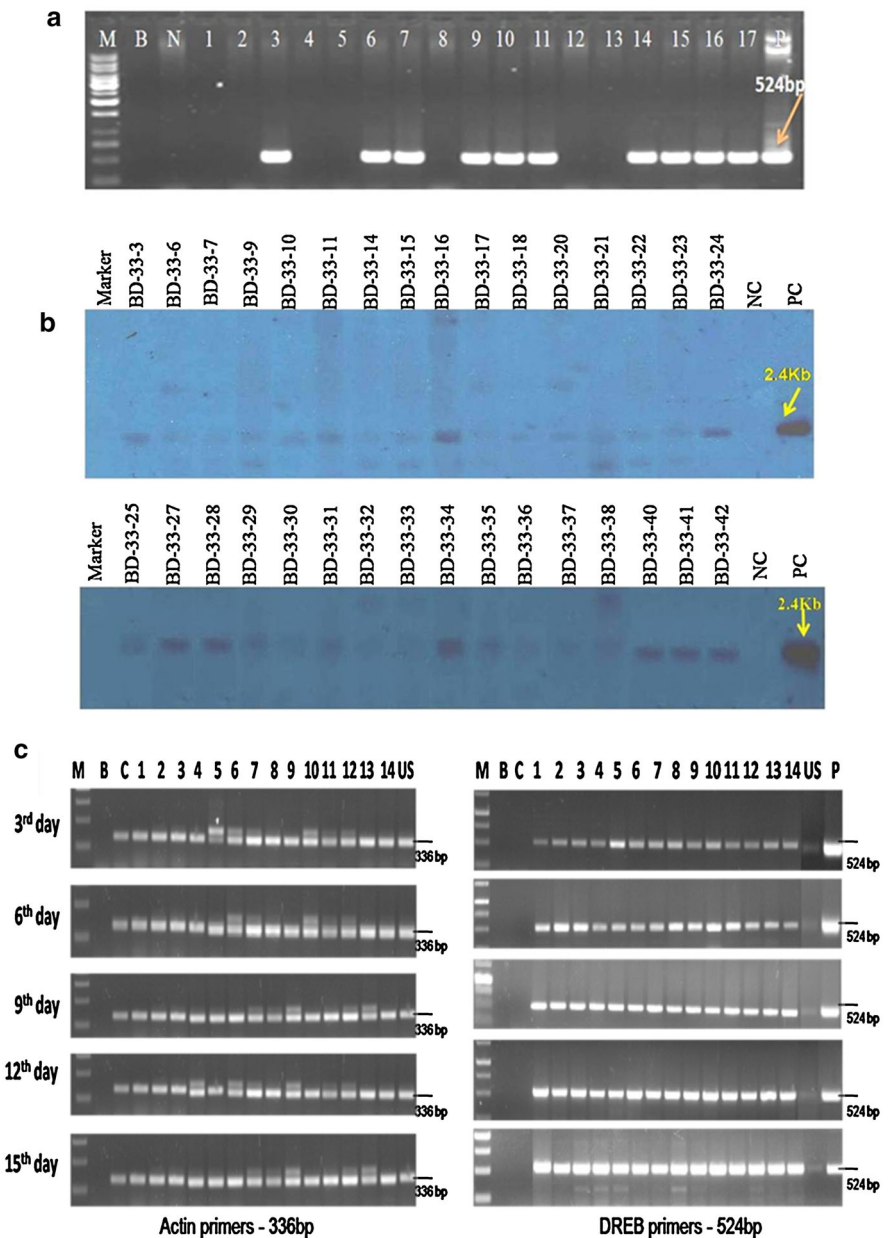 a
M B N 1 2 3 4 5 6 7 8 9 10 11 12 13 14 15 16 17 P
524bp
b
Marker BD-33-3 BD-33-6 BD-33-7 BD-33-9 BD-33-10 BD-33-11 BD-33-14 BD-33-15 BD-33-16 BD-33-17 BD-33-18 BD-33-20 BD-33-21 BD-33-22 BD-33-23 BD-33-24 NC PC
2.4Kb
Marker BD-33-25 BD-33-27 BD-33-28 BD-33-29 BD-33-30 BD-33-31 BD-33-32 BD-33-33 BD-33-34 BD-33-35 BD-33-36 BD-33-37 BD-33-38 BD-33-40 BD-33-41 BD-33-42 NC PC
2.4Kb
c
M B C 1 2 3 4 5 6 7 8 9 10 11 12 13 14 US
3rd day
336bp
6th day
336bp
9th day
336bp
12th day
336bp
15th day
336bp
Actin primers - 336bp
M B C 1 2 3 4 5 6 7 8 9 10 11 12 13 14 US P
524bp
524bp
524bp
524bp
524bp
DREB primers - 524bp